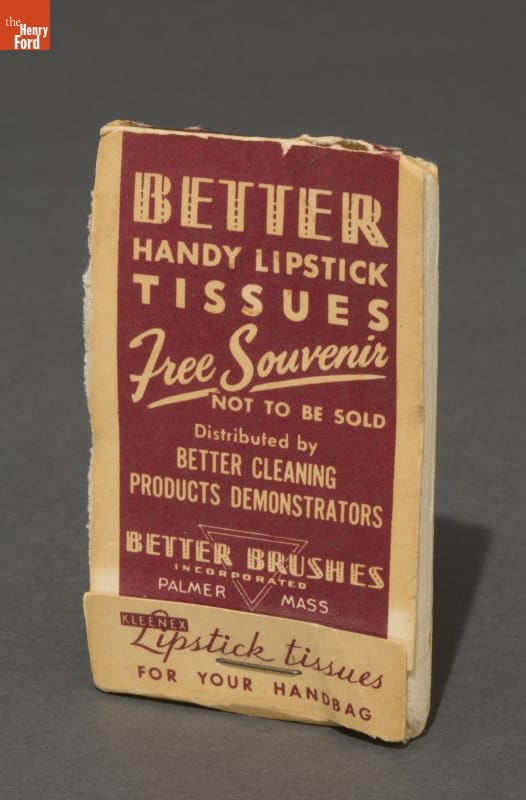 the
Henry
Ford
BETTER
HANDY LIPSTICK
TISSUES
Free Souvenir
NOT TO BE SOLD
Distributed by
BETTER CLEANING
PRODUCTS DEMONSTRATORS
BETTER BRUSHES
INCORPORATED
PALMER MASS.
KLEENEX
Lipstick tissues
FOR YOUR HANDBAG